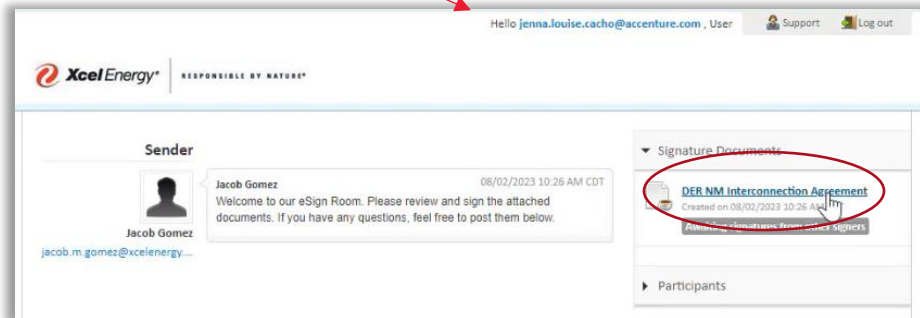 Hello jenna.louise.cacho@accenture.com , User
Support
Log out
Xcel Energy®
RESPONSIBLE BY NATURE®
Sender
Jacob Gomez
jacob.m.gomez@xcelenergy....
Jacob Gomez
08/02/2023 10:26 AM CDT
Welcome to our eSign Room. Please review and sign the attached
documents. If you have any questions, feel free to post them below.
Signature Documents
DER NM Interconnection Agreement
Created on 08/02/2023 10:26 AM
Awaiting signatures from other signers
Participants